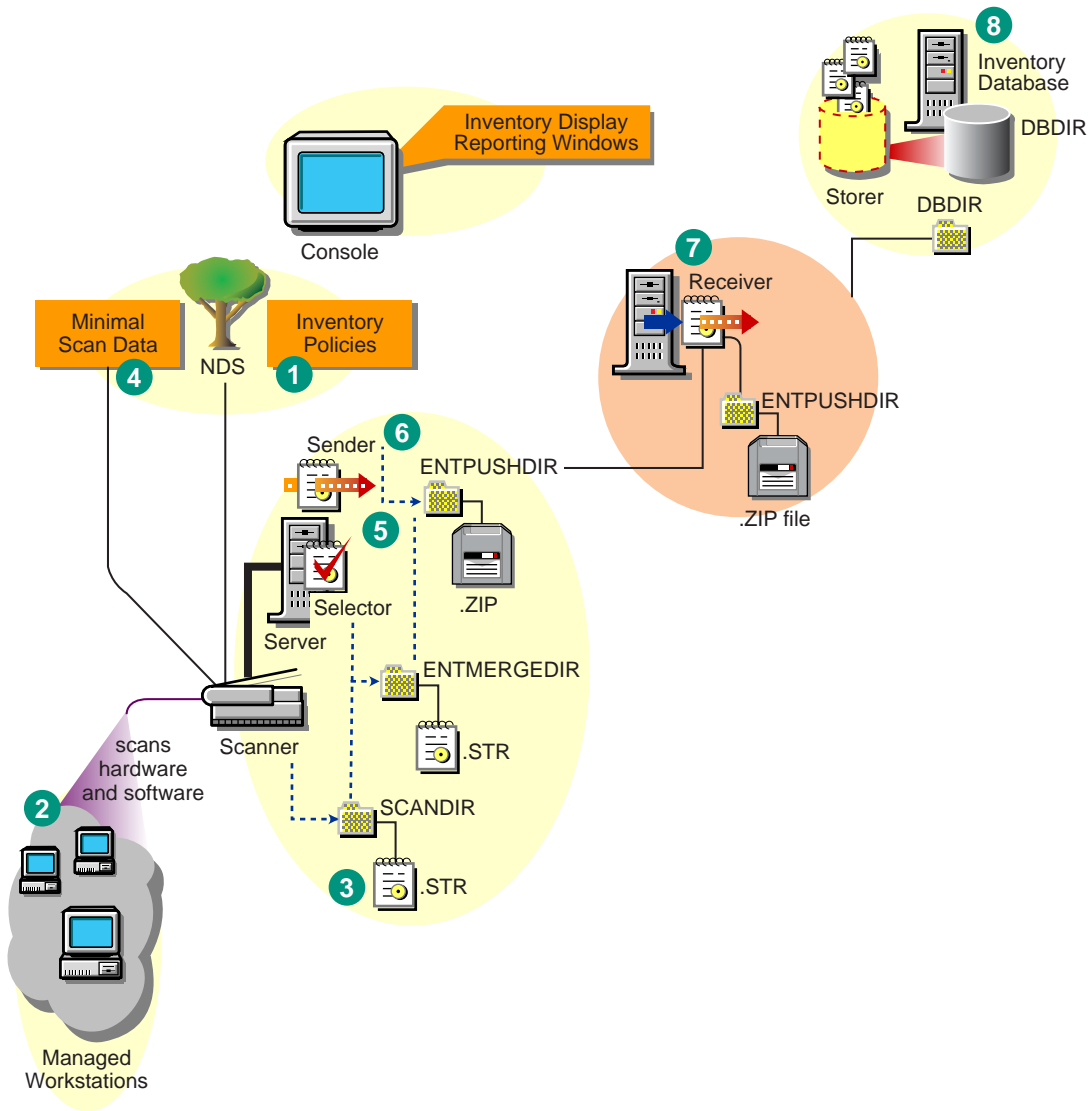 8
Inventory
Database
DBDIR
Storer
DBDIR
Inventory Display
Reporting Windows
Console
7
Receiver
ENTPUSHDIR
.ZIP file
Minimal
Scan Data
4
NDS
Inventory
Policies
1
6
Sender
ENTPUSHDIR
5
.ZIP
Selector
Server
ENTMERGEDIR
.STR
Scanner
scans
hardware
and software
2
SCANDIR
3
.STR
Managed
Workstations